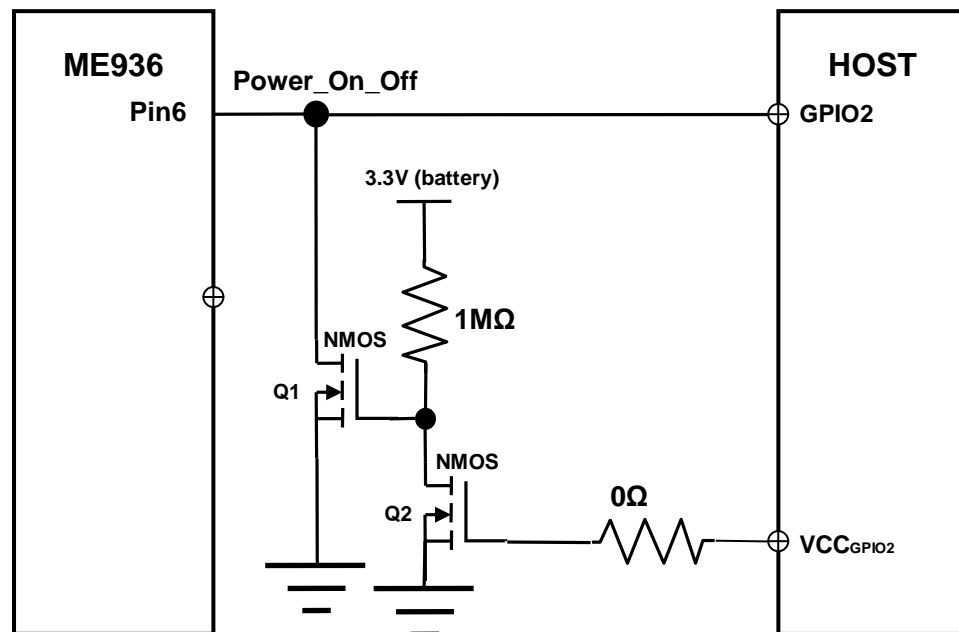 ME936
HOST
Power_On_Off
Pin6
GPIO2
3.3V (battery)
1MΩ
NMOS
Q1
NMOS
0Ω
Q2
VCCGPIO2